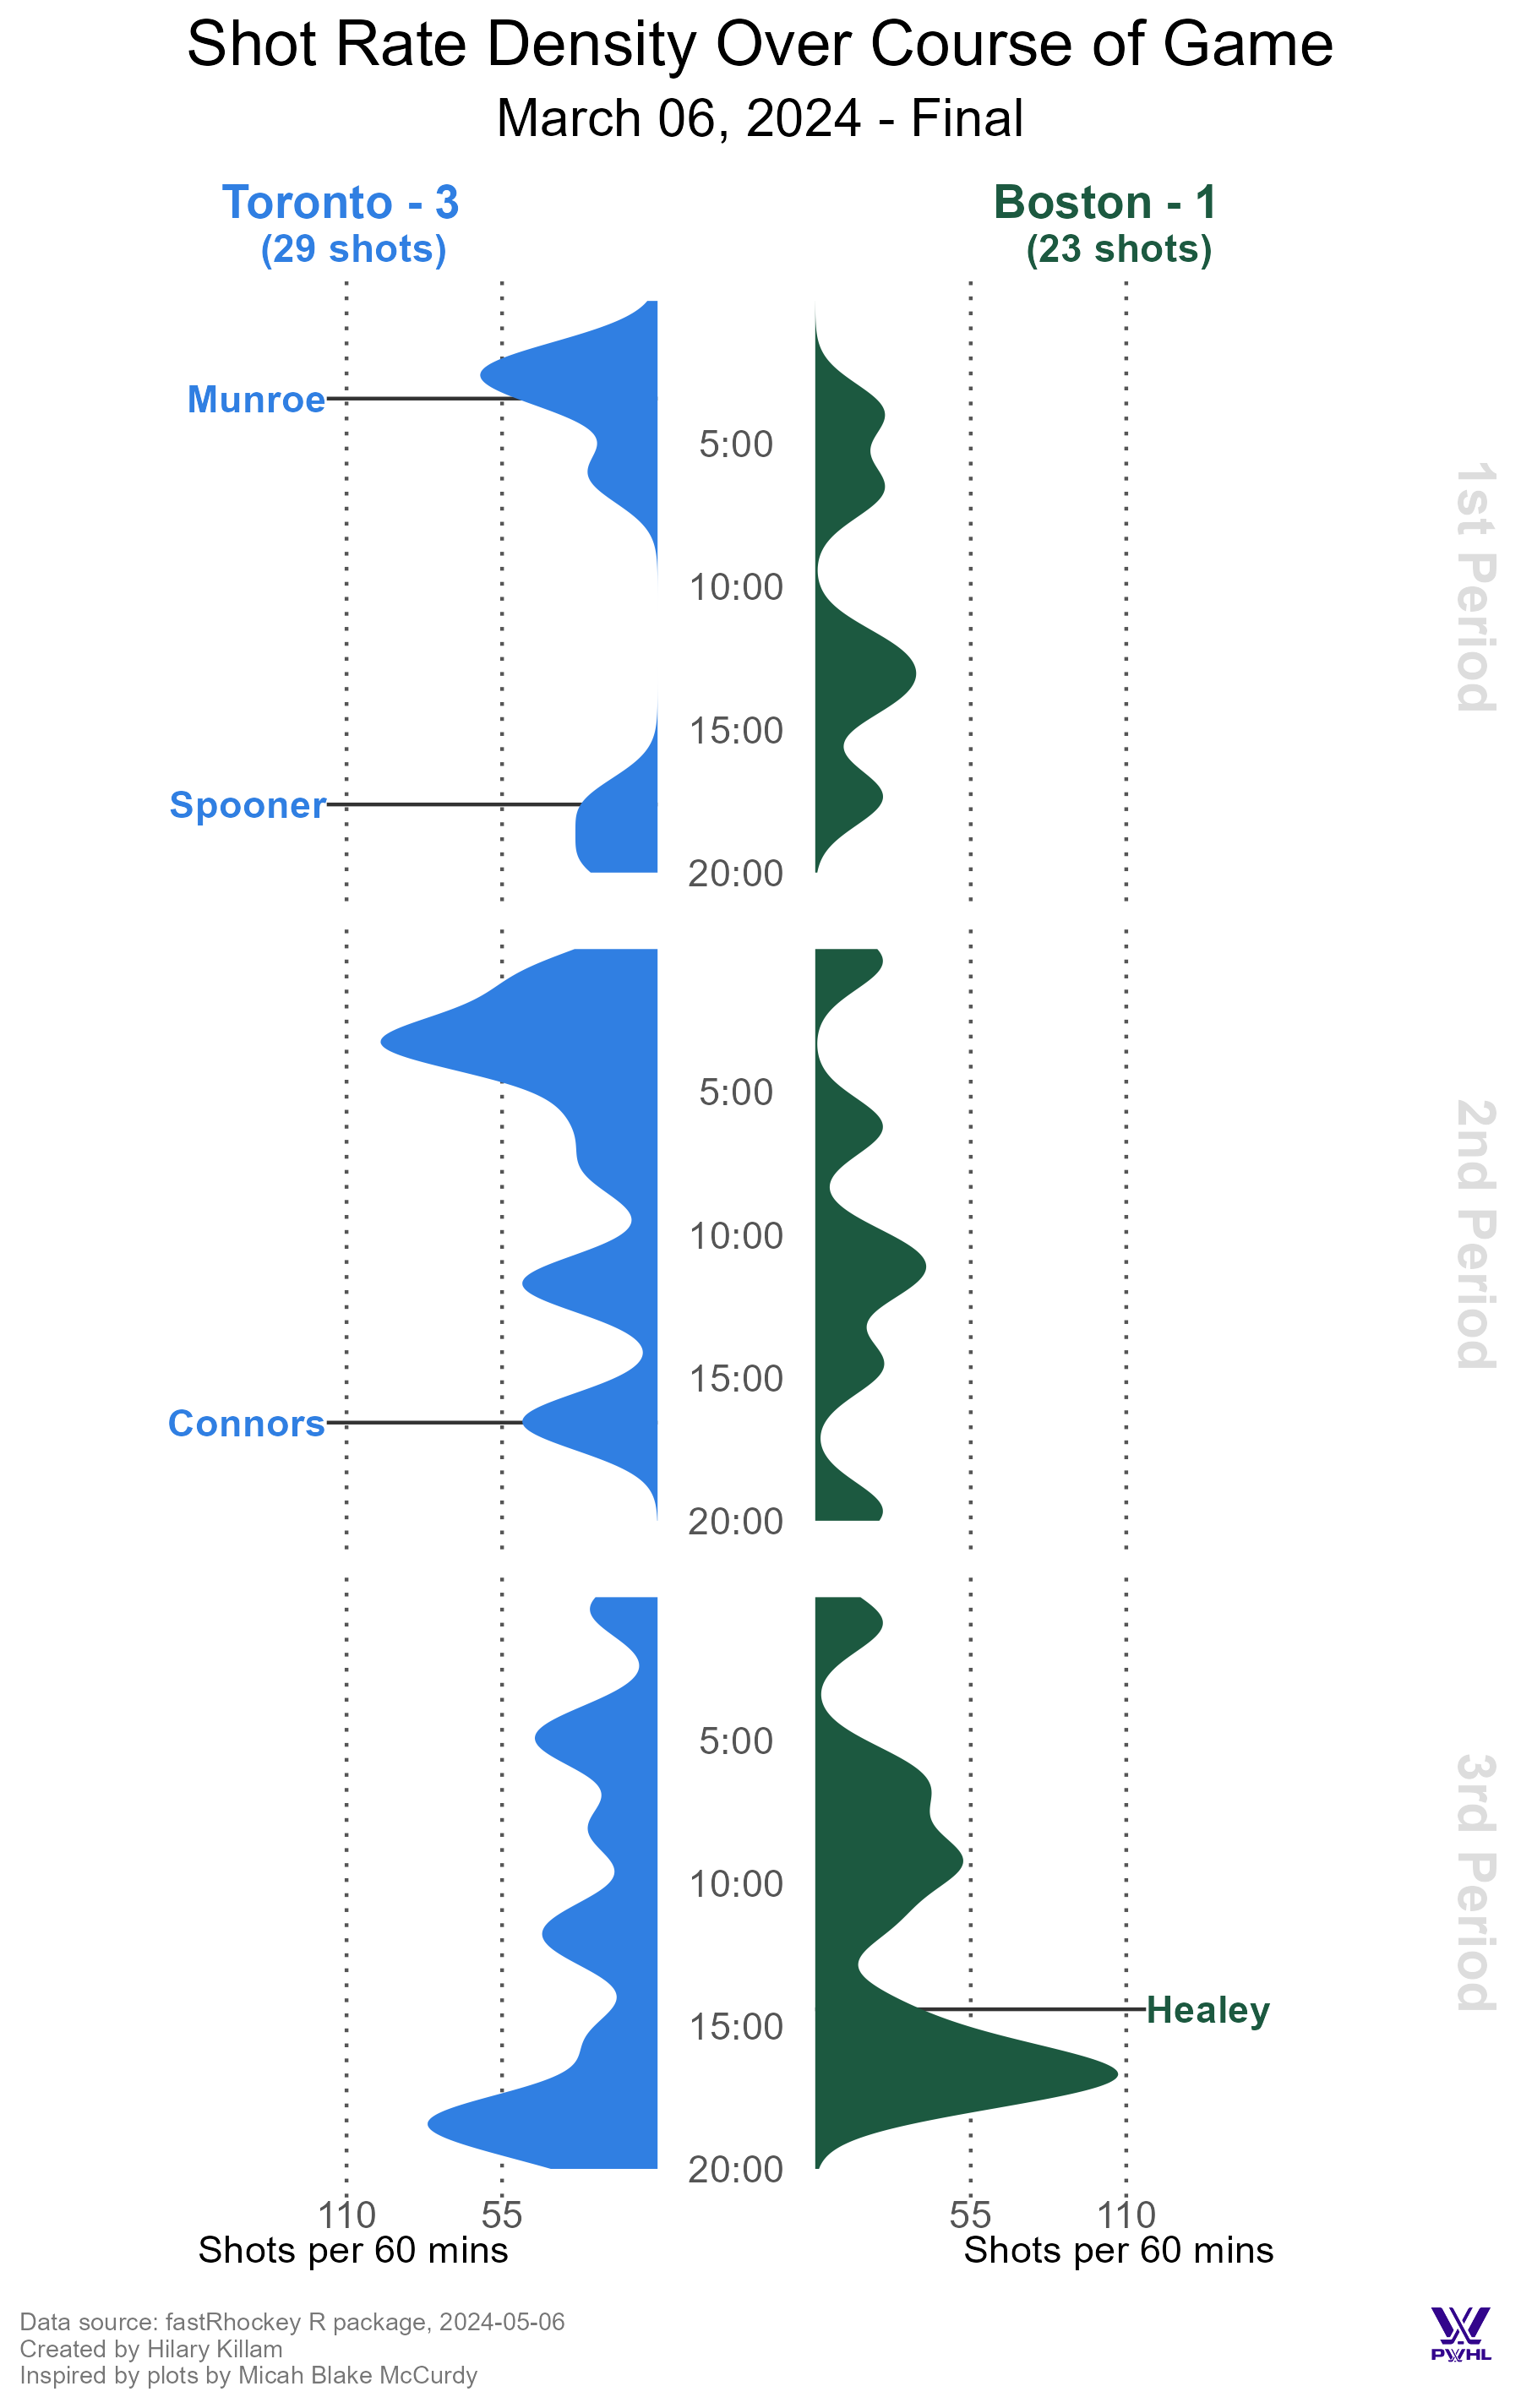 Shot Rate Density Over Course of Game
March 06, 2024 - Final
Toronto - 3
(29 shots)
Boston - 1
(23 shots)
Munroe
5:00
10:00
15:00
Spooner
20:00
1st Period
5:00
10:00
15:00
Connors
20:00
2nd Period
5:00
10:00
Healey
15:00
20:00
3rd Period
110 55 55 110
Shots per 60 mins Shots per 60 mins
Data source: fastRhockey R package, 2024-05-06
Created by Hilary Killam
Inspired by plots by Micah Blake McCurdy
PWHL